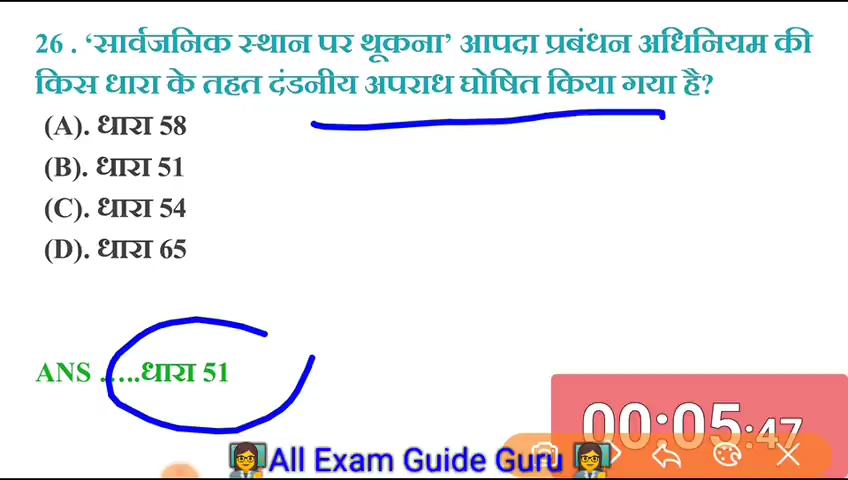 26 . ‘सार्वजनिक स्थान पर थूकना’ आपदा प्रबंधन अधिनियम की
किस धारा के तहत दंडनीय अपराध घोषित किया गया है?
(A). धारा 58
(B). धारा 51
(C). धारा 54
(D). धारा 65
ANS .….धारा 51
00:05:47
All Exam Guide Guru